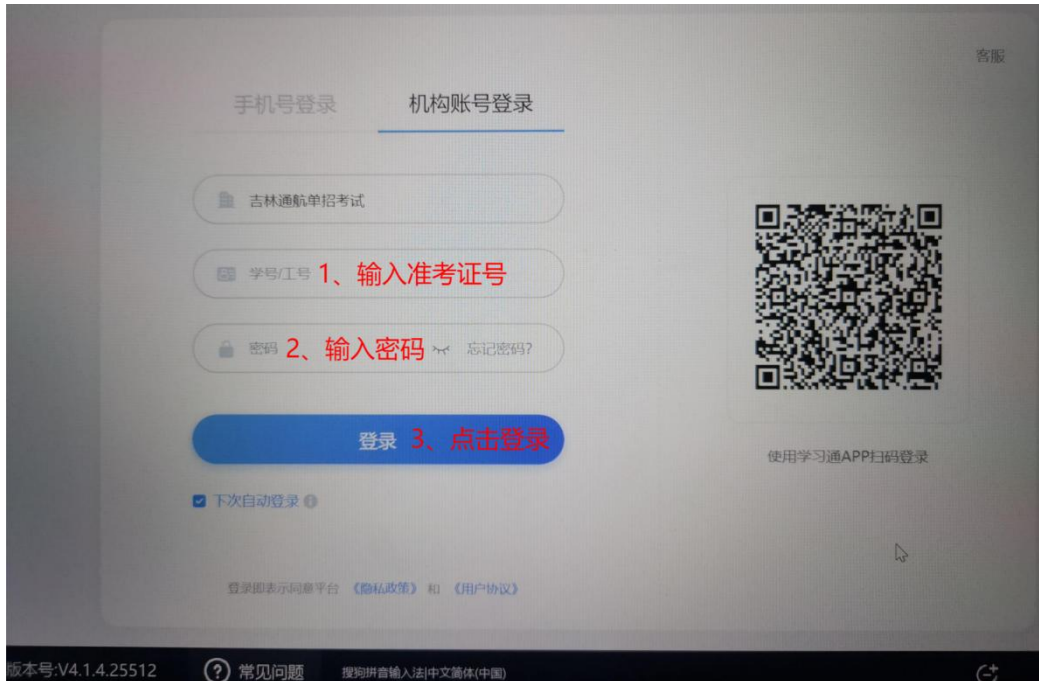 客服
手机号登录 机构账号登录
吉林通航单招考试
学号/工号 1、输入准考证号
密码 2、输入密码 忘记密码?
登录 3、点击登录
使用学习通APP扫码登录
下次自动登录
登录即表示同意平台 《隐私政策》 和 《用户协议》
版本号:V4.1.4.25512 ? 常见问题 搜狗拼音输入法|中文简体(中国)